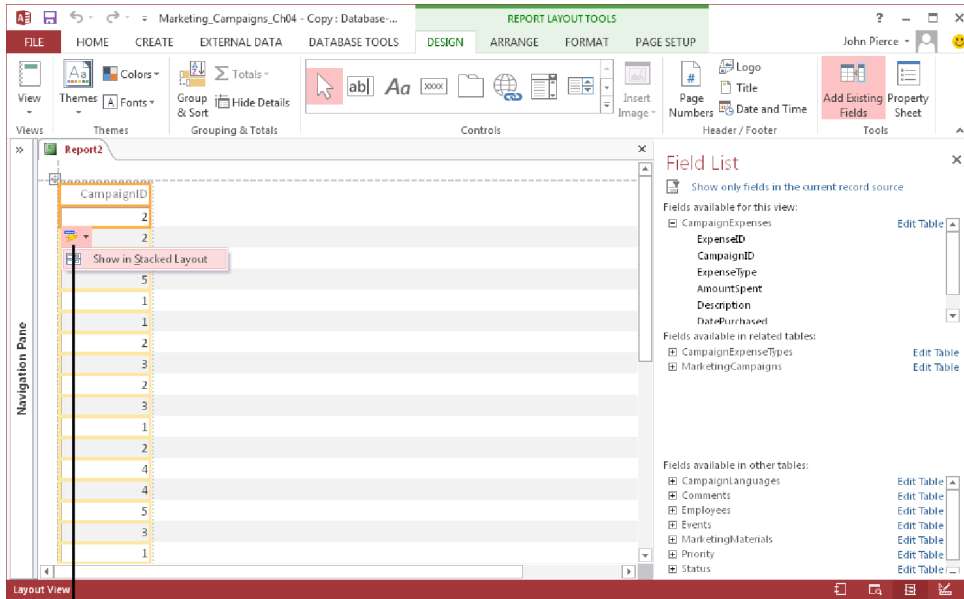 Marketing_Campaigns_Ch04 - Copy : Database-...
REPORT LAYOUT TOOLS
?
FILE HOME CREATE EXTERNAL DATA DATABASE TOOLS DESIGN ARRANGE FORMAT PAGE SETUP John Pierce
View
Views
Aa
Themes
Colors
A Fonts
Themes
Group & Sort
Σ Totals
Hide Details
Grouping & Totals
ab| Aa xxxx
Insert Image
Controls
#
Page Numbers
Logo
Title
Date and Time
Header / Footer
Add Existing Fields
Property Sheet
Tools
Report2
Navigation Pane
CampaignID
2
2
Show in Stacked Layout
5
1
1
2
3
2
3
1
2
4
4
5
3
1
Field List
Show only fields in the current record source
Fields available for this view:
CampaignExpenses Edit Table
ExpenseID
CampaignID
ExpenseType
AmountSpent
Description
DatePurchased
Fields available in related tables:
CampaignExpenseTypes Edit Table
MarketingCampaigns Edit Table
Fields available in other tables:
CampaignLanguages Edit Table
Comments Edit Table
Employees Edit Table
Events Edit Table
MarketingMaterials Edit Table
Priority Edit Table
Status Edit Table
Layout View